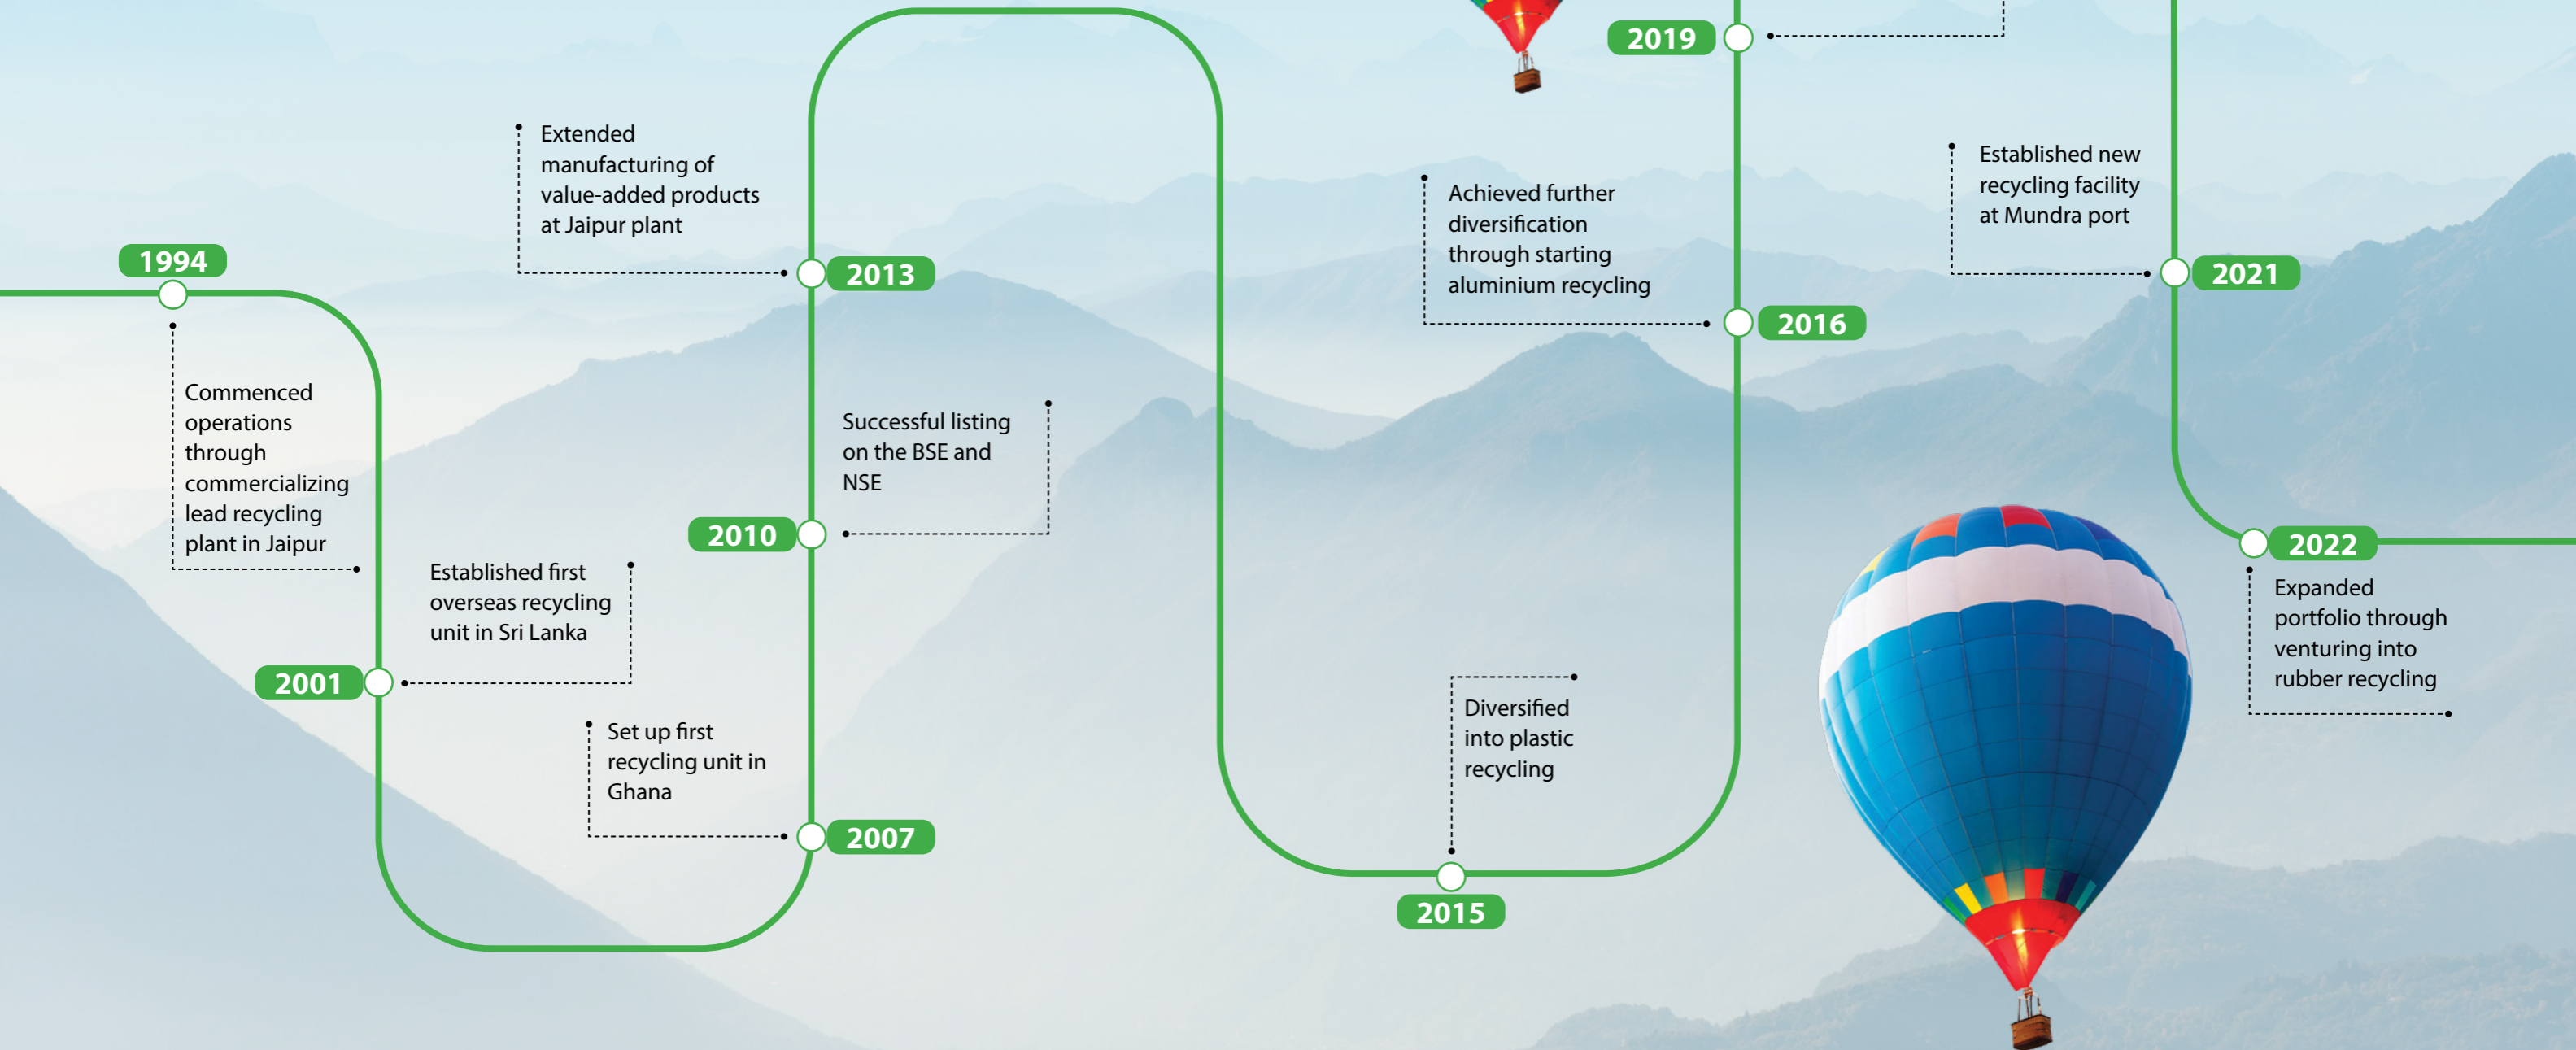 1994
Commenced
operations
through
commercializing
lead recycling
plant in Jaipur
2001
Established first
overseas recycling
unit in Sri Lanka
2007
Set up first
recycling unit in
Ghana
2010
Successful listing
on the BSE and
NSE
2013
Extended
manufacturing of
value-added products
at Jaipur plant
2015
Diversified
into plastic
recycling
2016
Achieved further
diversification
through starting
aluminium recycling
2019
2021
Established new
recycling facility
at Mundra port
2022
Expanded
portfolio through
venturing into
rubber recycling